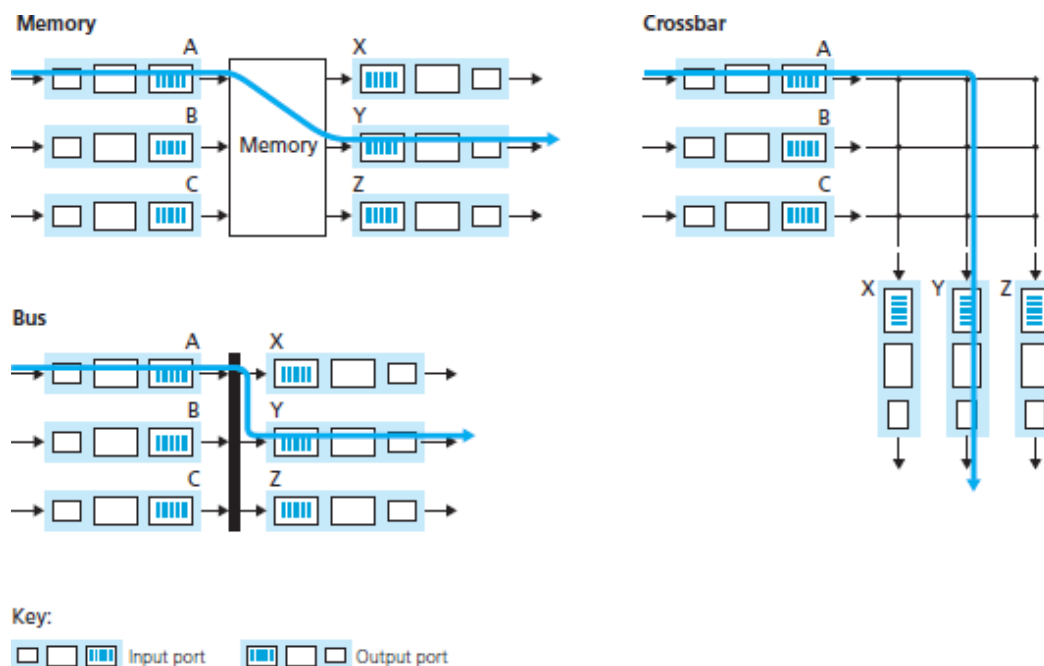 Memory
A
X
B
Y
Memory
C
Z
Crossbar
A
B
C
X
Y
Z
Bus
A
X
B
Y
C
Z
Key:
Input port
Output port